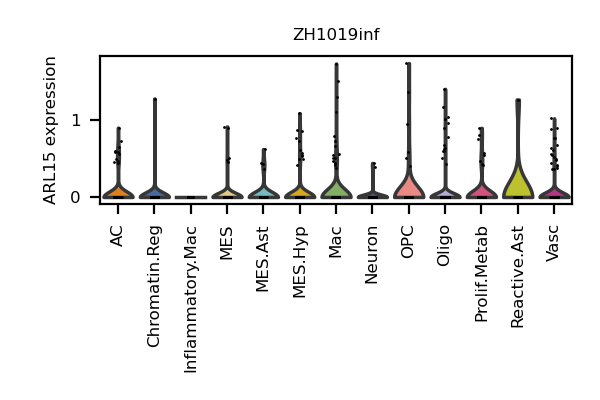 ZH1019inf
ARL15 expression
1
0
AC
Chromatin.Reg
Inflammatory.Mac
MES
MES.Ast
MES.Hyp
Mac
Neuron
OPC
Oligo
Prolif.Metab
Reactive.Ast
Vasc